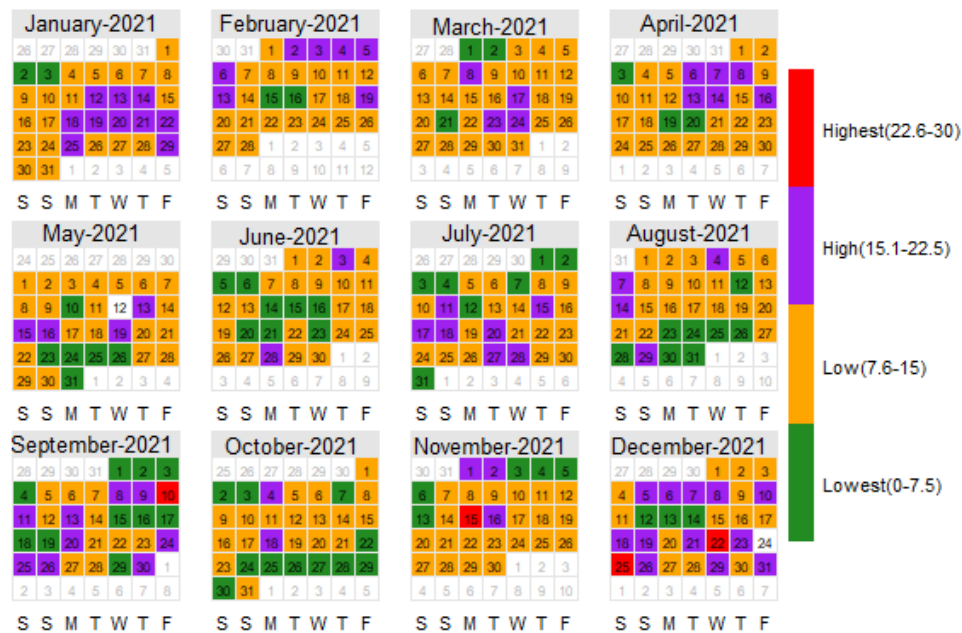 January-2021
26 27 28 29 30 31 1
2 3 4 5 6 7 8
9 10 11 12 13 14 15
16 17 18 19 20 21 22
23 24 25 26 27 28 29
30 31 1 2 3 4 5
S S M T W T F
February-2021
30 31 1 2 3 4 5
6 7 8 9 10 11 12
13 14 15 16 17 18 19
20 21 22 23 24 25 26
27 28 1 2 3 4 5
6 7 8 9 10 11 12
S S M T W T F
March-2021
27 28 1 2 3 4 5
6 7 8 9 10 11 12
13 14 15 16 17 18 19
20 21 22 23 24 25 26
27 28 29 30 31 1 2
3 4 5 6 7 8 9
S S M T W T F
April-2021
27 28 29 30 31 1 2
3 4 5 6 7 8 9
10 11 12 13 14 15 16
17 18 19 20 21 22 23
24 25 26 27 28 29 30
1 2 3 4 5 6 7
S S M T W T F
May-2021
24 25 26 27 28 29 30
1 2 3 4 5 6 7
8 9 10 11 12 13 14
15 16 17 18 19 20 21
22 23 24 25 26 27 28
29 30 31 1 2 3 4
S S M T W T F
June-2021
29 30 31 1 2 3 4
5 6 7 8 9 10 11
12 13 14 15 16 17 18
19 20 21 22 23 24 25
26 27 28 29 30 1 2
3 4 5 6 7 8 9
S S M T W T F
July-2021
26 27 28 29 30 1 2
3 4 5 6 7 8 9
10 11 12 13 14 15 16
17 18 19 20 21 22 23
24 25 26 27 28 29 30
31 1 2 3 4 5 6
S S M T W T F
August-2021
31 1 2 3 4 5 6
7 8 9 10 11 12 13
14 15 16 17 18 19 20
21 22 23 24 25 26 27
28 29 30 31 1 2 3
4 5 6 7 8 9 10
S S M T W T F
September-2021
28 29 30 31 1 2 3
4 5 6 7 8 9 10
11 12 13 14 15 16 17
18 19 20 21 22 23 24
25 26 27 28 29 30 1
2 3 4 5 6 7 8
S S M T W T F
October-2021
25 26 27 28 29 30 1
2 3 4 5 6 7 8
9 10 11 12 13 14 15
16 17 18 19 20 21 22
23 24 25 26 27 28 29
30 31 1 2 3 4 5
S S M T W T F
November-2021
30 31 1 2 3 4 5
6 7 8 9 10 11 12
13 14 15 16 17 18 19
20 21 22 23 24 25 26
27 28 29 30 1 2 3
4 5 6 7 8 9 10
S S M T W T F
December-2021
27 28 29 30 1 2 3
4 5 6 7 8 9 10
11 12 13 14 15 16 17
18 19 20 21 22 23 24
25 26 27 28 29 30 31
1 2 3 4 5 6 7
S S M T W T F
Highest(22.6-30)
High(15.1-22.5)
Low(7.6-15)
Lowest(0-7.5)